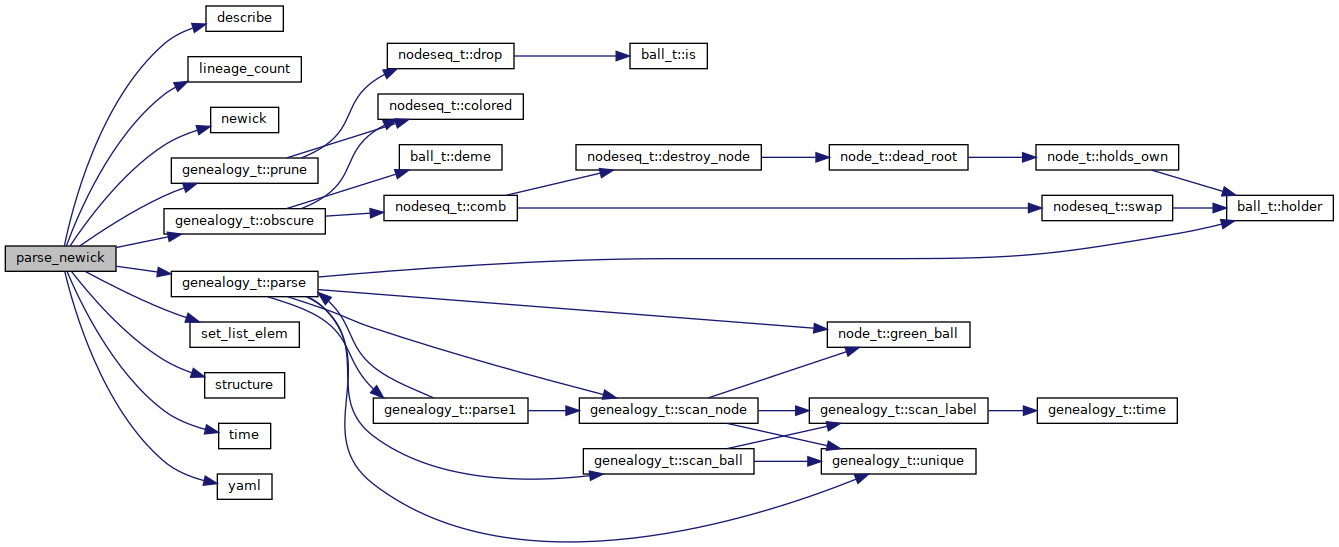 parse_newick
describe
lineage_count
newick
genealogy_t::prune
genealogy_t::obscure
genealogy_t::parse
set_list_elem
structure
time
yaml
nodeseq_t::drop
nodeseq_t::colored
ball_t::deme
nodeseq_t::comb
genealogy_t::parse1
ball_t::is
nodeseq_t::destroy_node
genealogy_t::scan_node
genealogy_t::scan_ball
node_t::dead_root
node_t::green_ball
genealogy_t::scan_label
genealogy_t::unique
node_t::holds_own
nodeseq_t::swap
genealogy_t::time
ball_t::holder